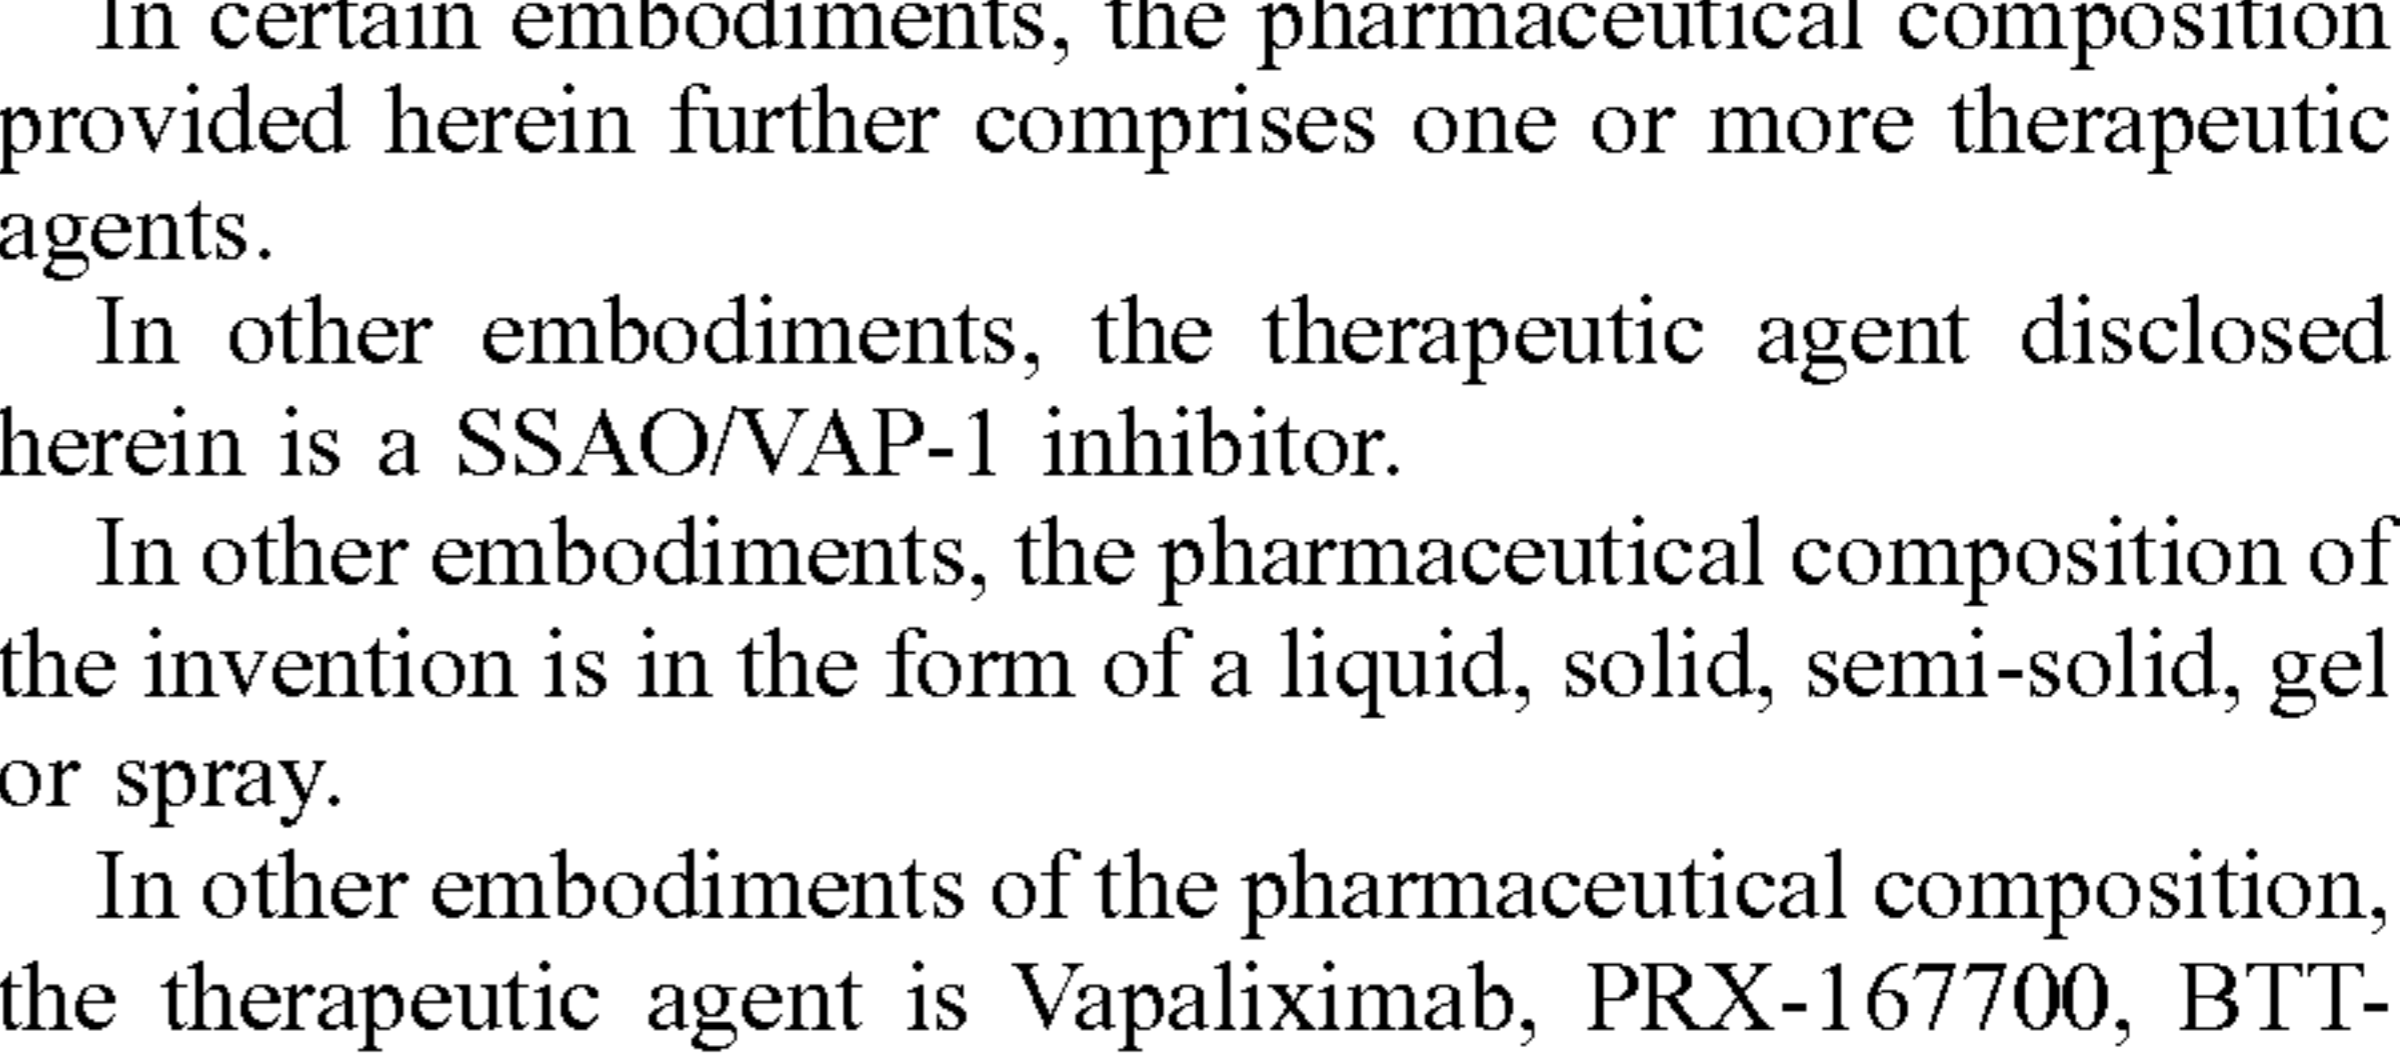 In certain embodiments, the pharmaceutical composition
provided herein further comprises one or more therapeutic
agents.
In other embodiments, the therapeutic agent disclosed
herein is a SSAO/VAP-1 inhibitor.
In other embodiments, the pharmaceutical composition of
the invention is in the form of a liquid, solid, semi-solid, gel
or spray.
In other embodiments of the pharmaceutical composition,
the therapeutic agent is Vapaliximab, PRX-167700, BTT-